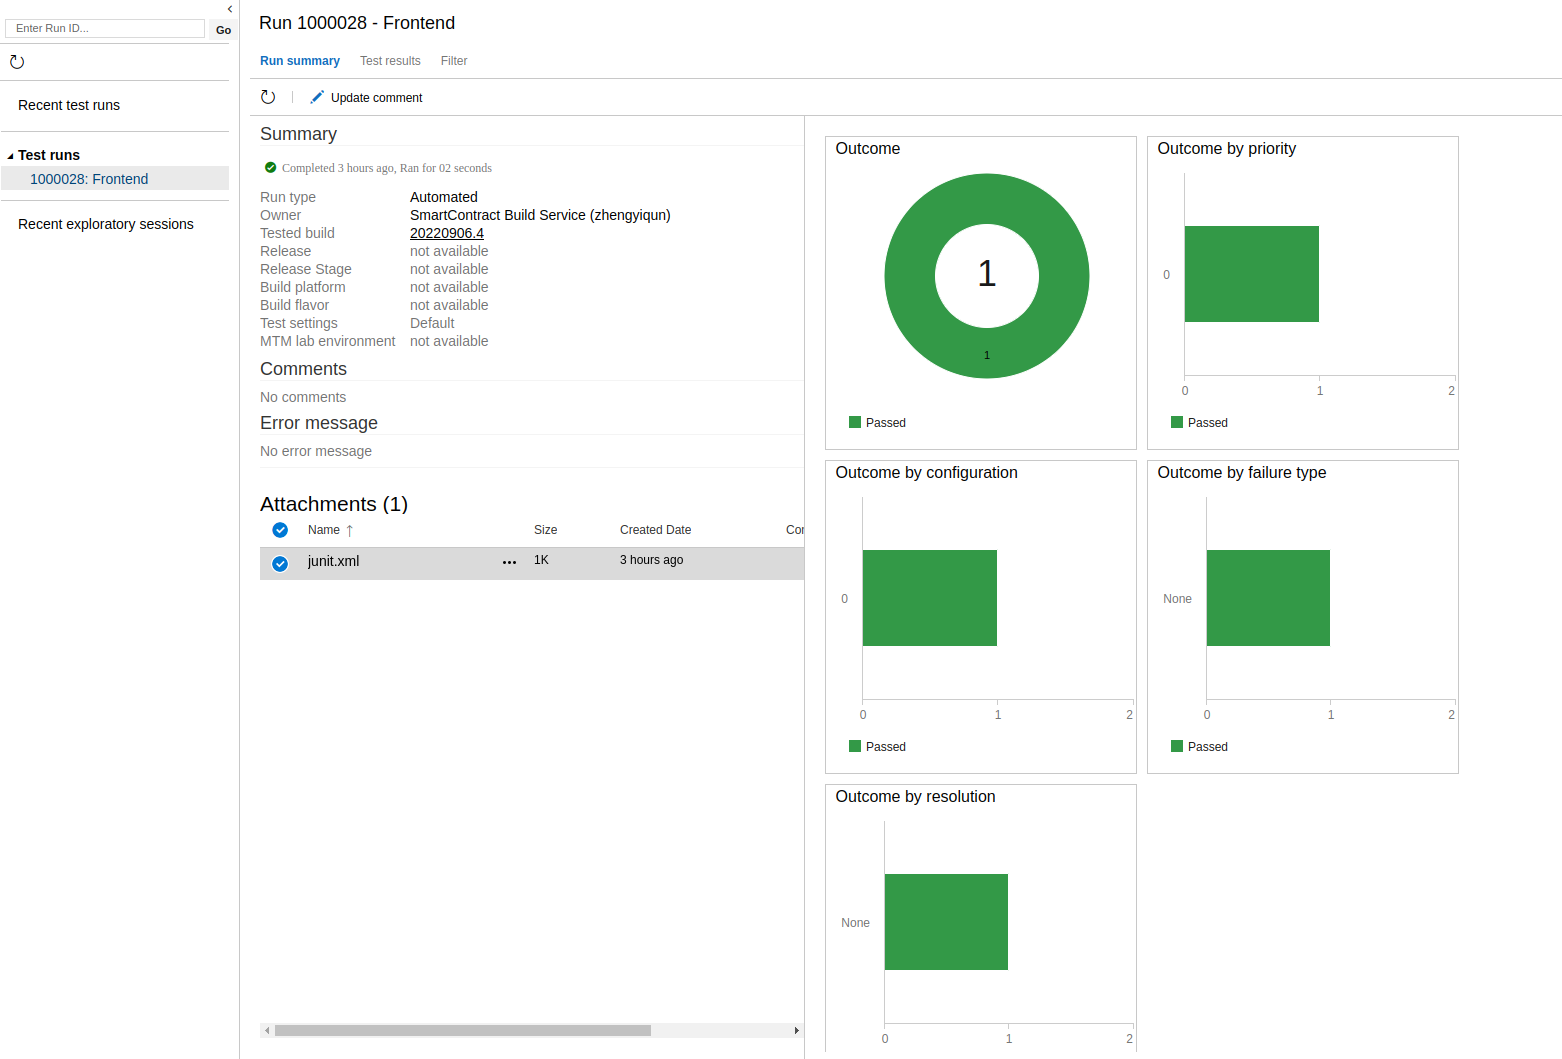 Enter Run ID...
Go
Recent test runs
Test runs
1000028: Frontend
Recent exploratory sessions
Run 1000028 - Frontend
Run summary Test results Filter
Update comment
Summary
Completed 3 hours ago, Ran for 02 seconds
Run type Automated
Owner SmartContract Build Service (zhengyiqun)
Tested build 20220906.4
Release not available
Release Stage not available
Build platform not available
Build flavor not available
Test settings Default
MTM lab environment not available
Comments
No comments
Error message
No error message
Attachments (1)
Name Size Created Date Cor
junit.xml 1K 3 hours ago
Outcome
1
1
Passed
Outcome by priority
0
0 1 2
Passed
Outcome by configuration
0
0 1 2
Passed
Outcome by failure type
None
0 1 2
Passed
Outcome by resolution
None
0 1 2